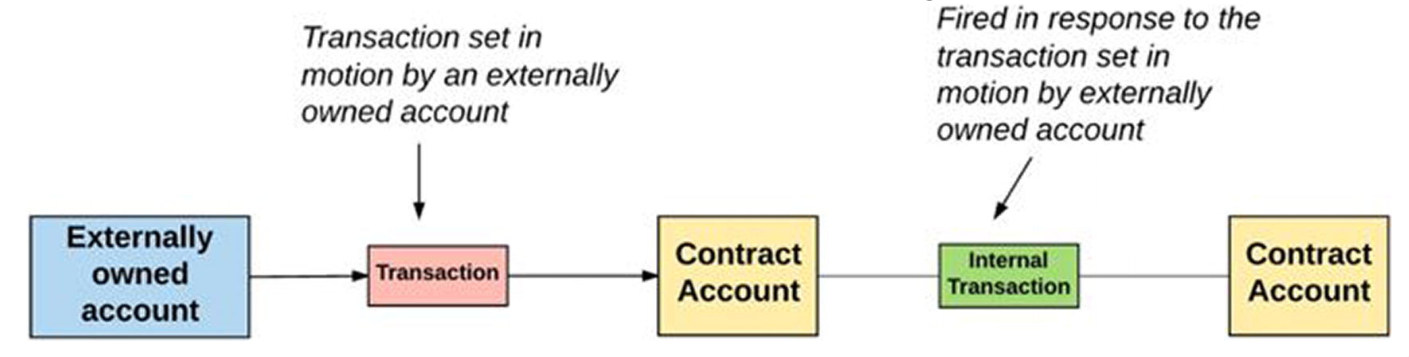 Transaction set in
motion by an externally
owned account
Fired in response to the
transaction set in
motion by externally
owned account
Externally
owned
account
Transaction
Contract
Account
Internal
Transaction
Contract
Account